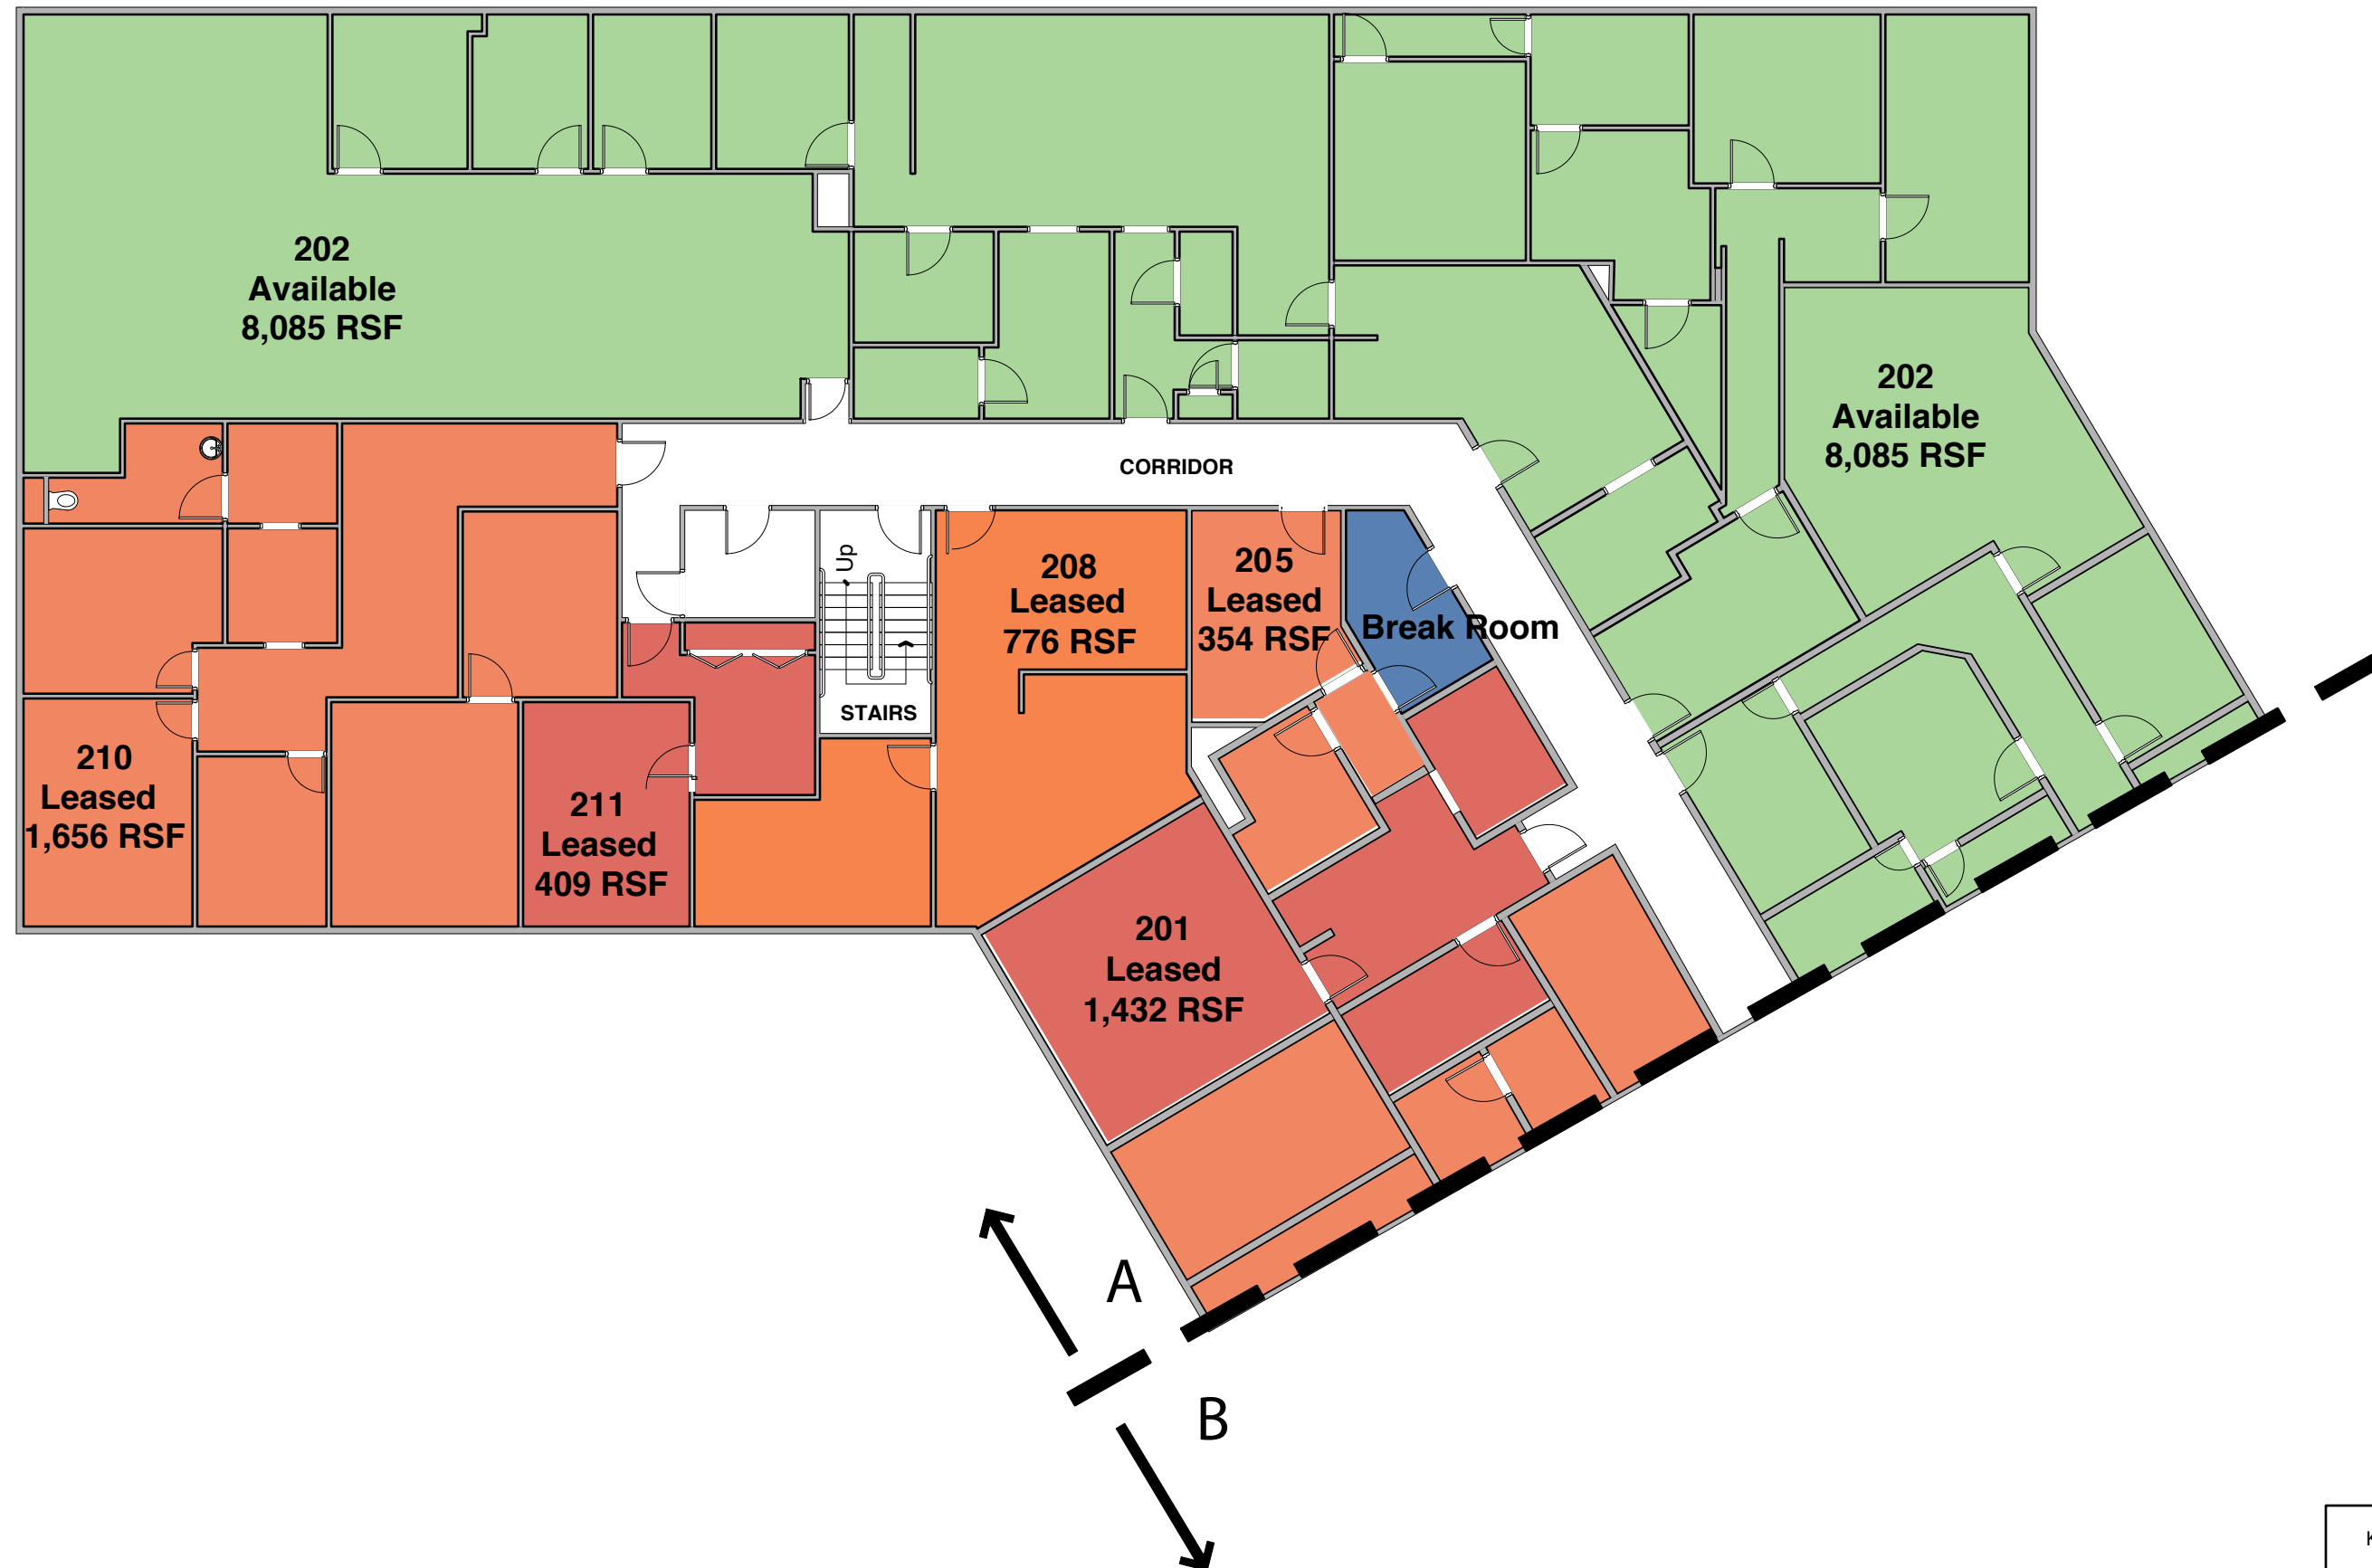 202
Available
8,085 RSF
202
Available
8,085 RSF
CORRIDOR
Up
STAIRS
208
Leased
776 RSF
205
Leased
354 RSF
Break Room
210
Leased
1,656 RSF
211
Leased
409 RSF
201
Leased
1,432 RSF
A
B